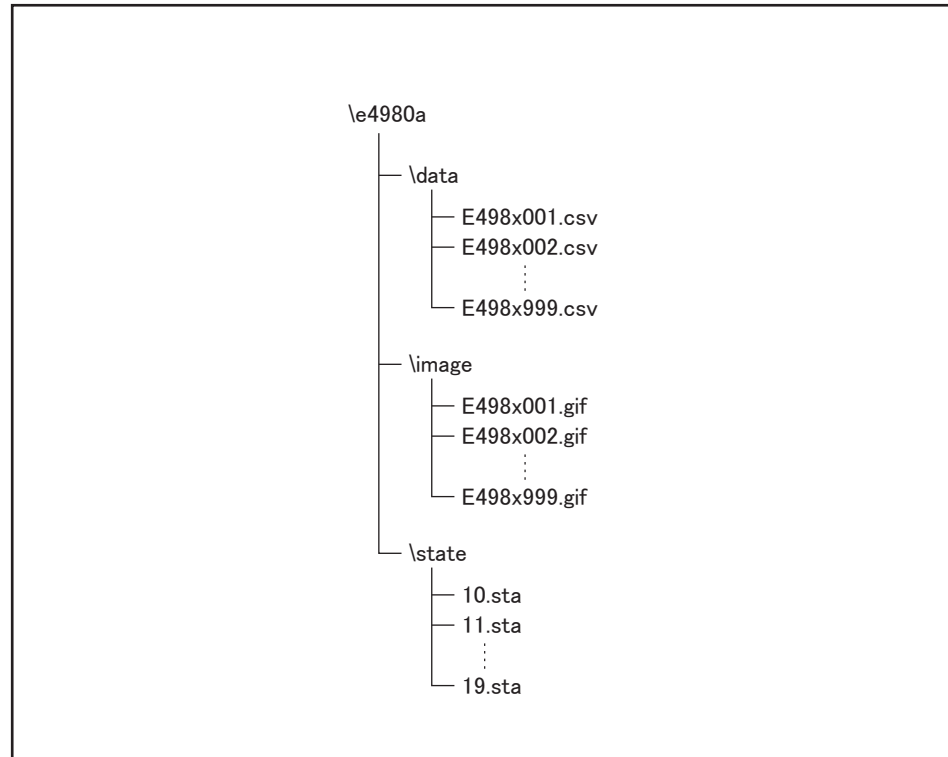 \e4980a
\data
E498x001.csv
E498x002.csv
E498x999.csv
\image
E498x001.gif
E498x002.gif
E498x999.gif
\state
10.sta
11.sta
19.sta